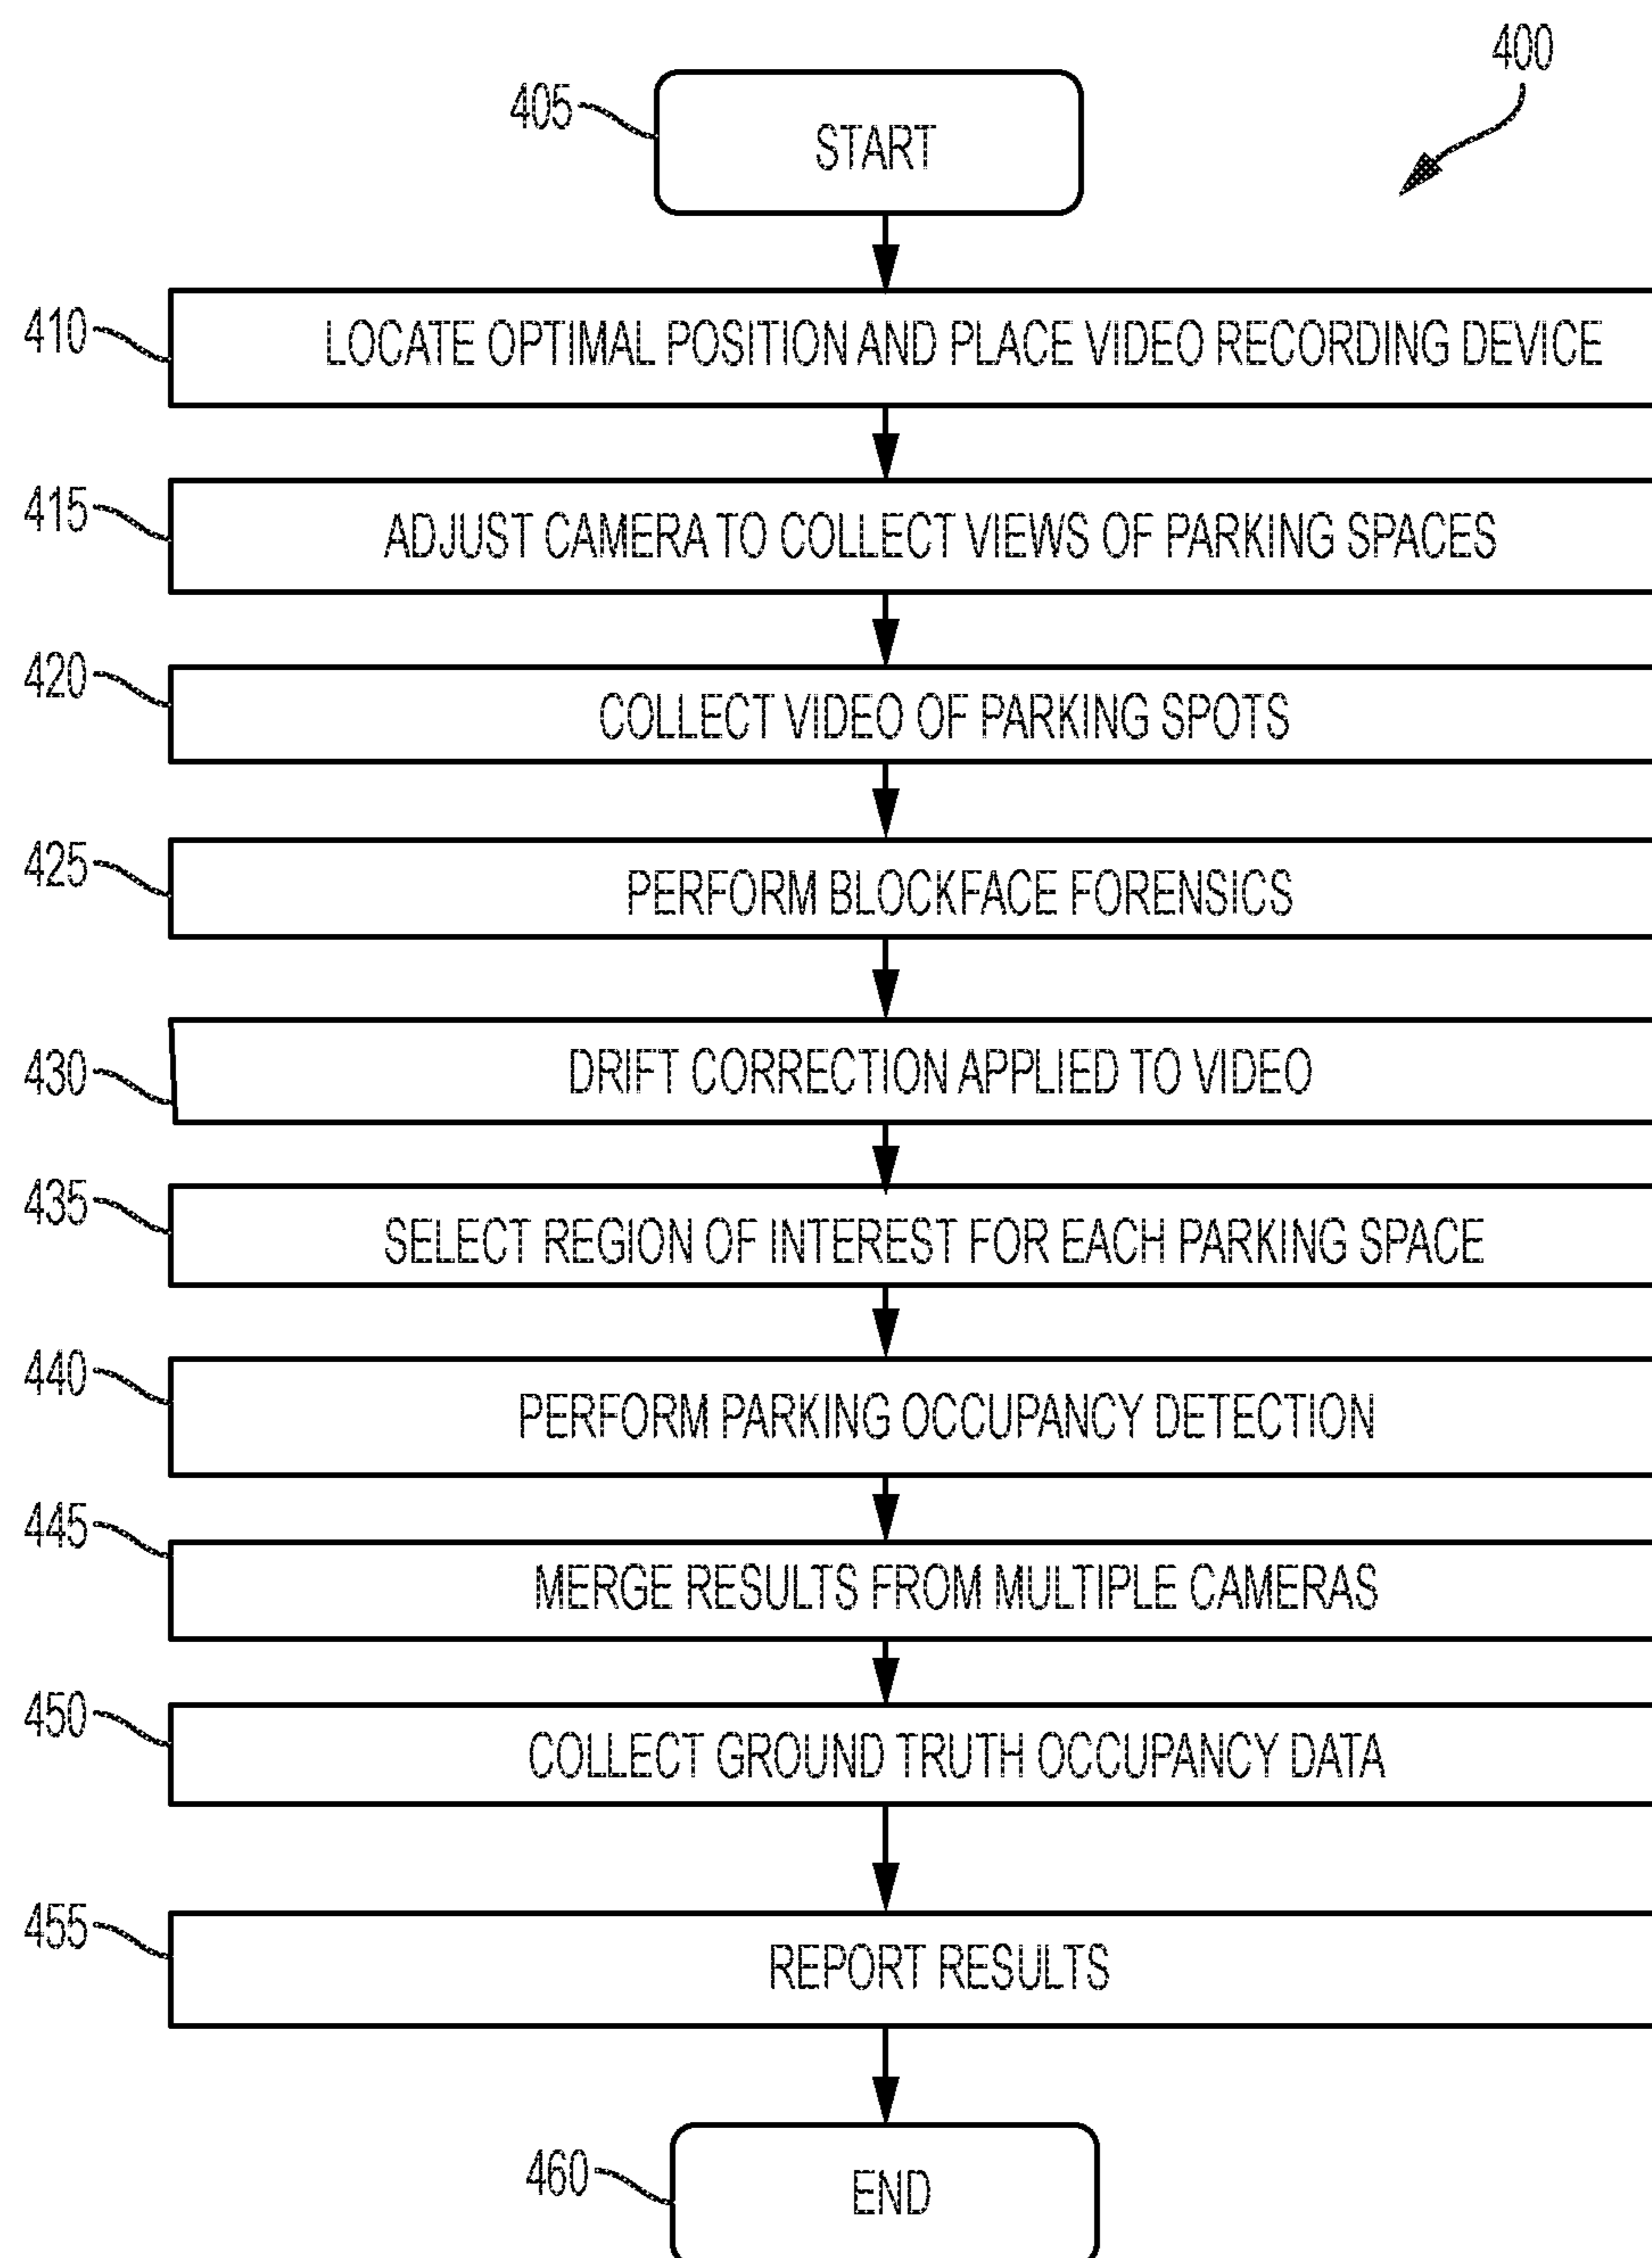 400
405
START
410
LOCATE OPTIMAL POSITION AND PLACE VIDEO RECORDING DEVICE
415
ADJUST CAMERA TO COLLECT VIEWS OF PARKING SPACES
420
COLLECT VIDEO OF PARKING SPOTS
425
PERFORM BLOCKFACE FORENSICS
430
DRIFT CORRECTION APPLIED TO VIDEO
435
SELECT REGION OF INTEREST FOR EACH PARKING SPACE
440
PERFORM PARKING OCCUPANCY DETECTION
445
MERGE RESULTS FROM MULTIPLE CAMERAS
450
COLLECT GROUND TRUTH OCCUPANCY DATA
455
REPORT RESULTS
460
END